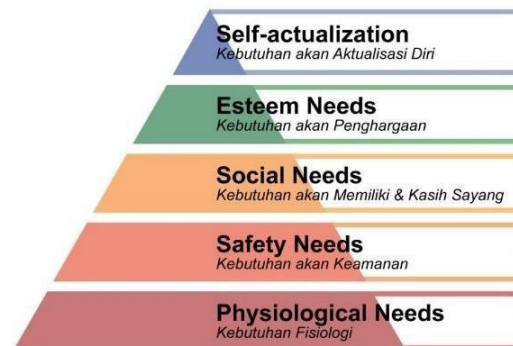 Self-actualization
Kebutuhan akan Aktualisasi Diri
Esteem Needs
Kebutuhan akan Penghargaan
Social Needs
Kebutuhan akan Memiliki & Kasih Sayang
Safety Needs
Kebutuhan akan Keamanan
Physiological Needs
Kebutuhan Fisiologi